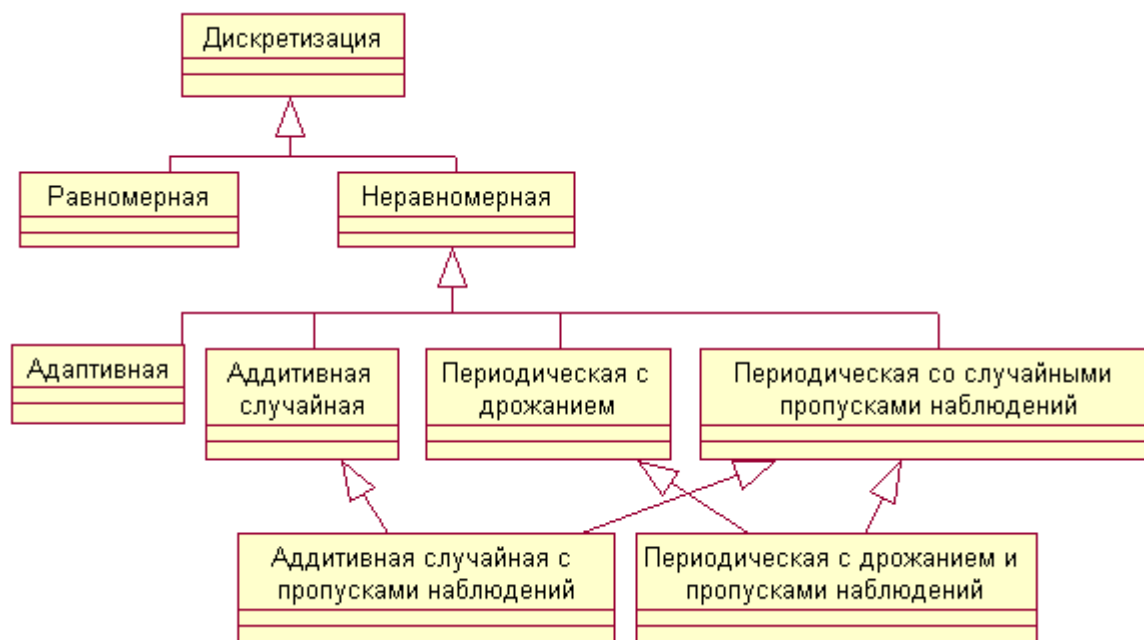 Дискретизация
Равномерная
Неравномерная
Адаптивная
Аддитивная
случайная
Периодическая с
дрожанием
Периодическая со случайными
пропусками наблюдений
Аддитивная случайная с
пропусками наблюдений
Периодическая с дрожанием и
пропусками наблюдений